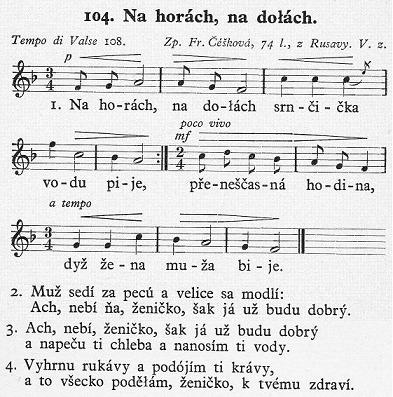 104. Na horách, na dołách.
Tempo di Valse 108. Zp. Fr. Čéšková, 74 l., z Rusavy. V. z.
p
1. Na ho-rách, na do-łách srn-či-čka
poco vivo
mf
vo-du pi-je, pře-neščas-ná ho-di-na,
a tempo
dyž že-na mu-ža bi-je.
2. Muž sedí za pecú a velice sa modlí:
Ach, nebí ňa, ženičko, šak já už budu dobrý.
3. Ach, nebí, ženičko, šak já už budu dobrý
a napeču ti chleba a nanosím ti vody.
4. Vyhrnu rukávy a podójím ti krávy,
a to všecko poděłám, ženičko, k tvému zdraví.